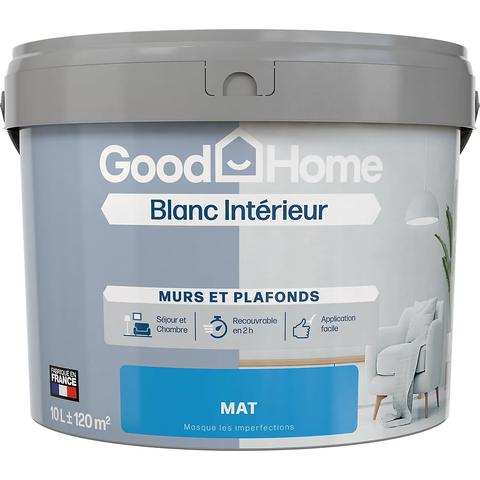 GoodHome
Blanc Intérieur
MURS ET PLAFONDS
Séjour et
Chambre
Recouvrable
en 2 h
Application
facile
FABRIQUÉ EN
FRANCE
10 L ± 120 m²
MAT
Masque les imperfections